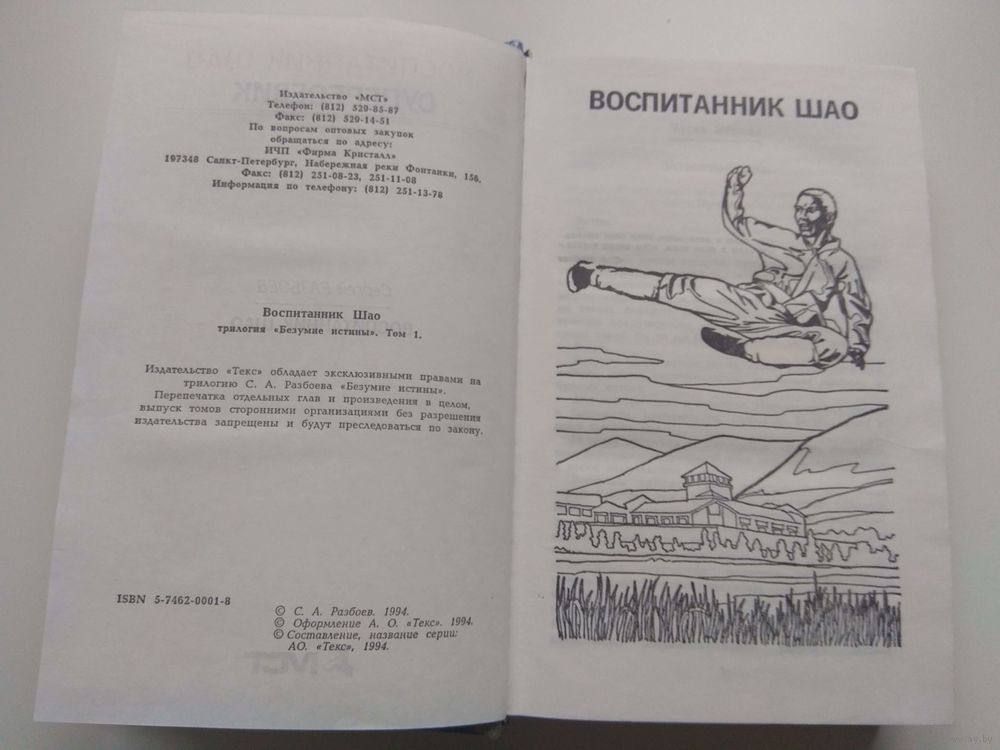 Издательство «МСТ»
Телефон: (812) 529-85-87
Факс: (812) 529-14-51
По вопросам оптовых закупок
обращаться по адресу:
ИЧП «Фирма Кристалл»
197348 Санкт-Петербург, Набережная реки Фонтанки, 156.
Факс: (812) 251-08-23, 251-11-08
Информация по телефону: (812) 251-13-78
Воспитанник Шао
трилогия «Безумие истины». Том 1.
Издательство «Текс» обладает эксклюзивными правами на
трилогию С. А. Разбоева «Безумие истины».
Перепечатка отдельных глав и произведения в целом,
выпуск томов сторонними организациями без разрешения
издательства запрещены и будут преследоваться по закону.
ISBN 5-7462-0001-8
© С. А. Разбоев. 1994.
© Оформление А. О. «Текс». 1994.
© Составление, название серии:
АО. «Текс», 1994.
ВОСПИТАННИК ШАО